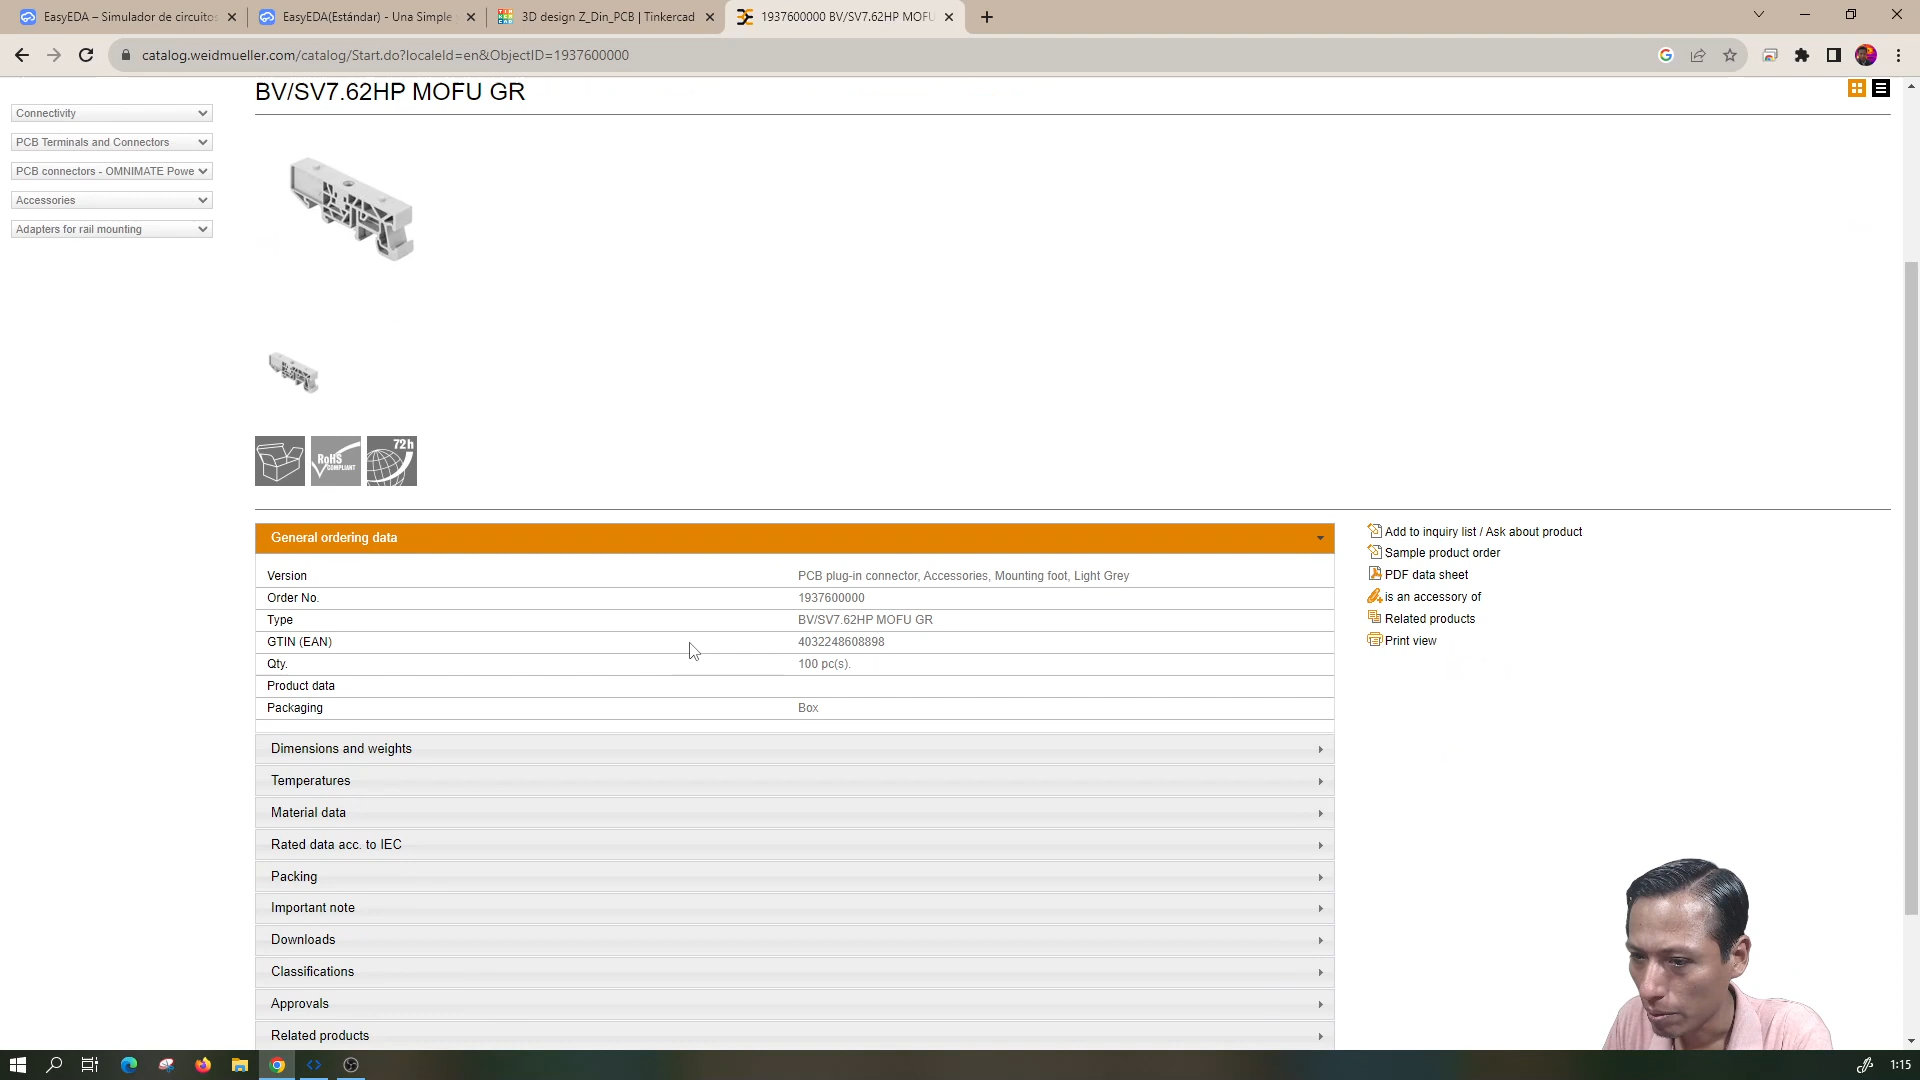 EasyEDA – Simulador de circuitos
EasyEDA(Estándar) - Una Simple
3D design Z_Din_PCB | Tinkercad
1937600000 BV/SV7.62HP MOFU
catalog.weidmueller.com/catalog/Start.do?localeId=en&ObjectID=1937600000
BV/SV7.62HP MOFU GR
Connectivity
PCB Terminals and Connectors
PCB connectors - OMNIMATE Powe
Accessories
Adapters for rail mounting
RoHS
COMPLIANT
72h
General ordering data
Version PCB plug-in connector, Accessories, Mounting foot, Light Grey
Order No. 1937600000
Type BV/SV7.62HP MOFU GR
GTIN (EAN) 4032248608898
Qty. 100 pc(s).
Product data
Packaging Box
Dimensions and weights
Temperatures
Material data
Rated data acc. to IEC
Packing
Important note
Downloads
Classifications
Approvals
Related products
Add to inquiry list / Ask about product
Sample product order
PDF data sheet
is an accessory of
Related products
Print view
1:15